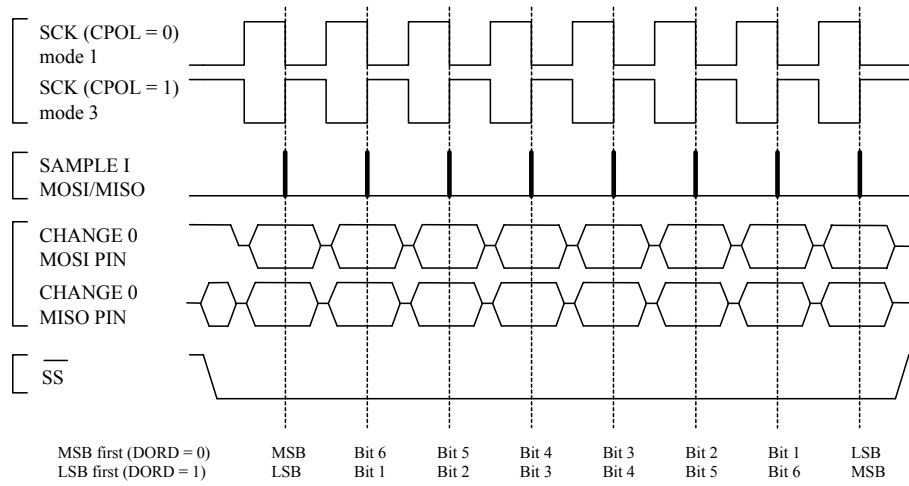 SCK (CPOL = 0)
mode 1
SCK (CPOL = 1)
mode 3
SAMPLE I
MOSI/MISO
CHANGE 0
MOSI PIN
CHANGE 0
MISO PIN
SS
MSB first (DORD = 0) MSB Bit 6 Bit 5 Bit 4 Bit 3 Bit 2 Bit 1 LSB
LSB first (DORD = 1) LSB Bit 1 Bit 2 Bit 3 Bit 4 Bit 5 Bit 6 MSB